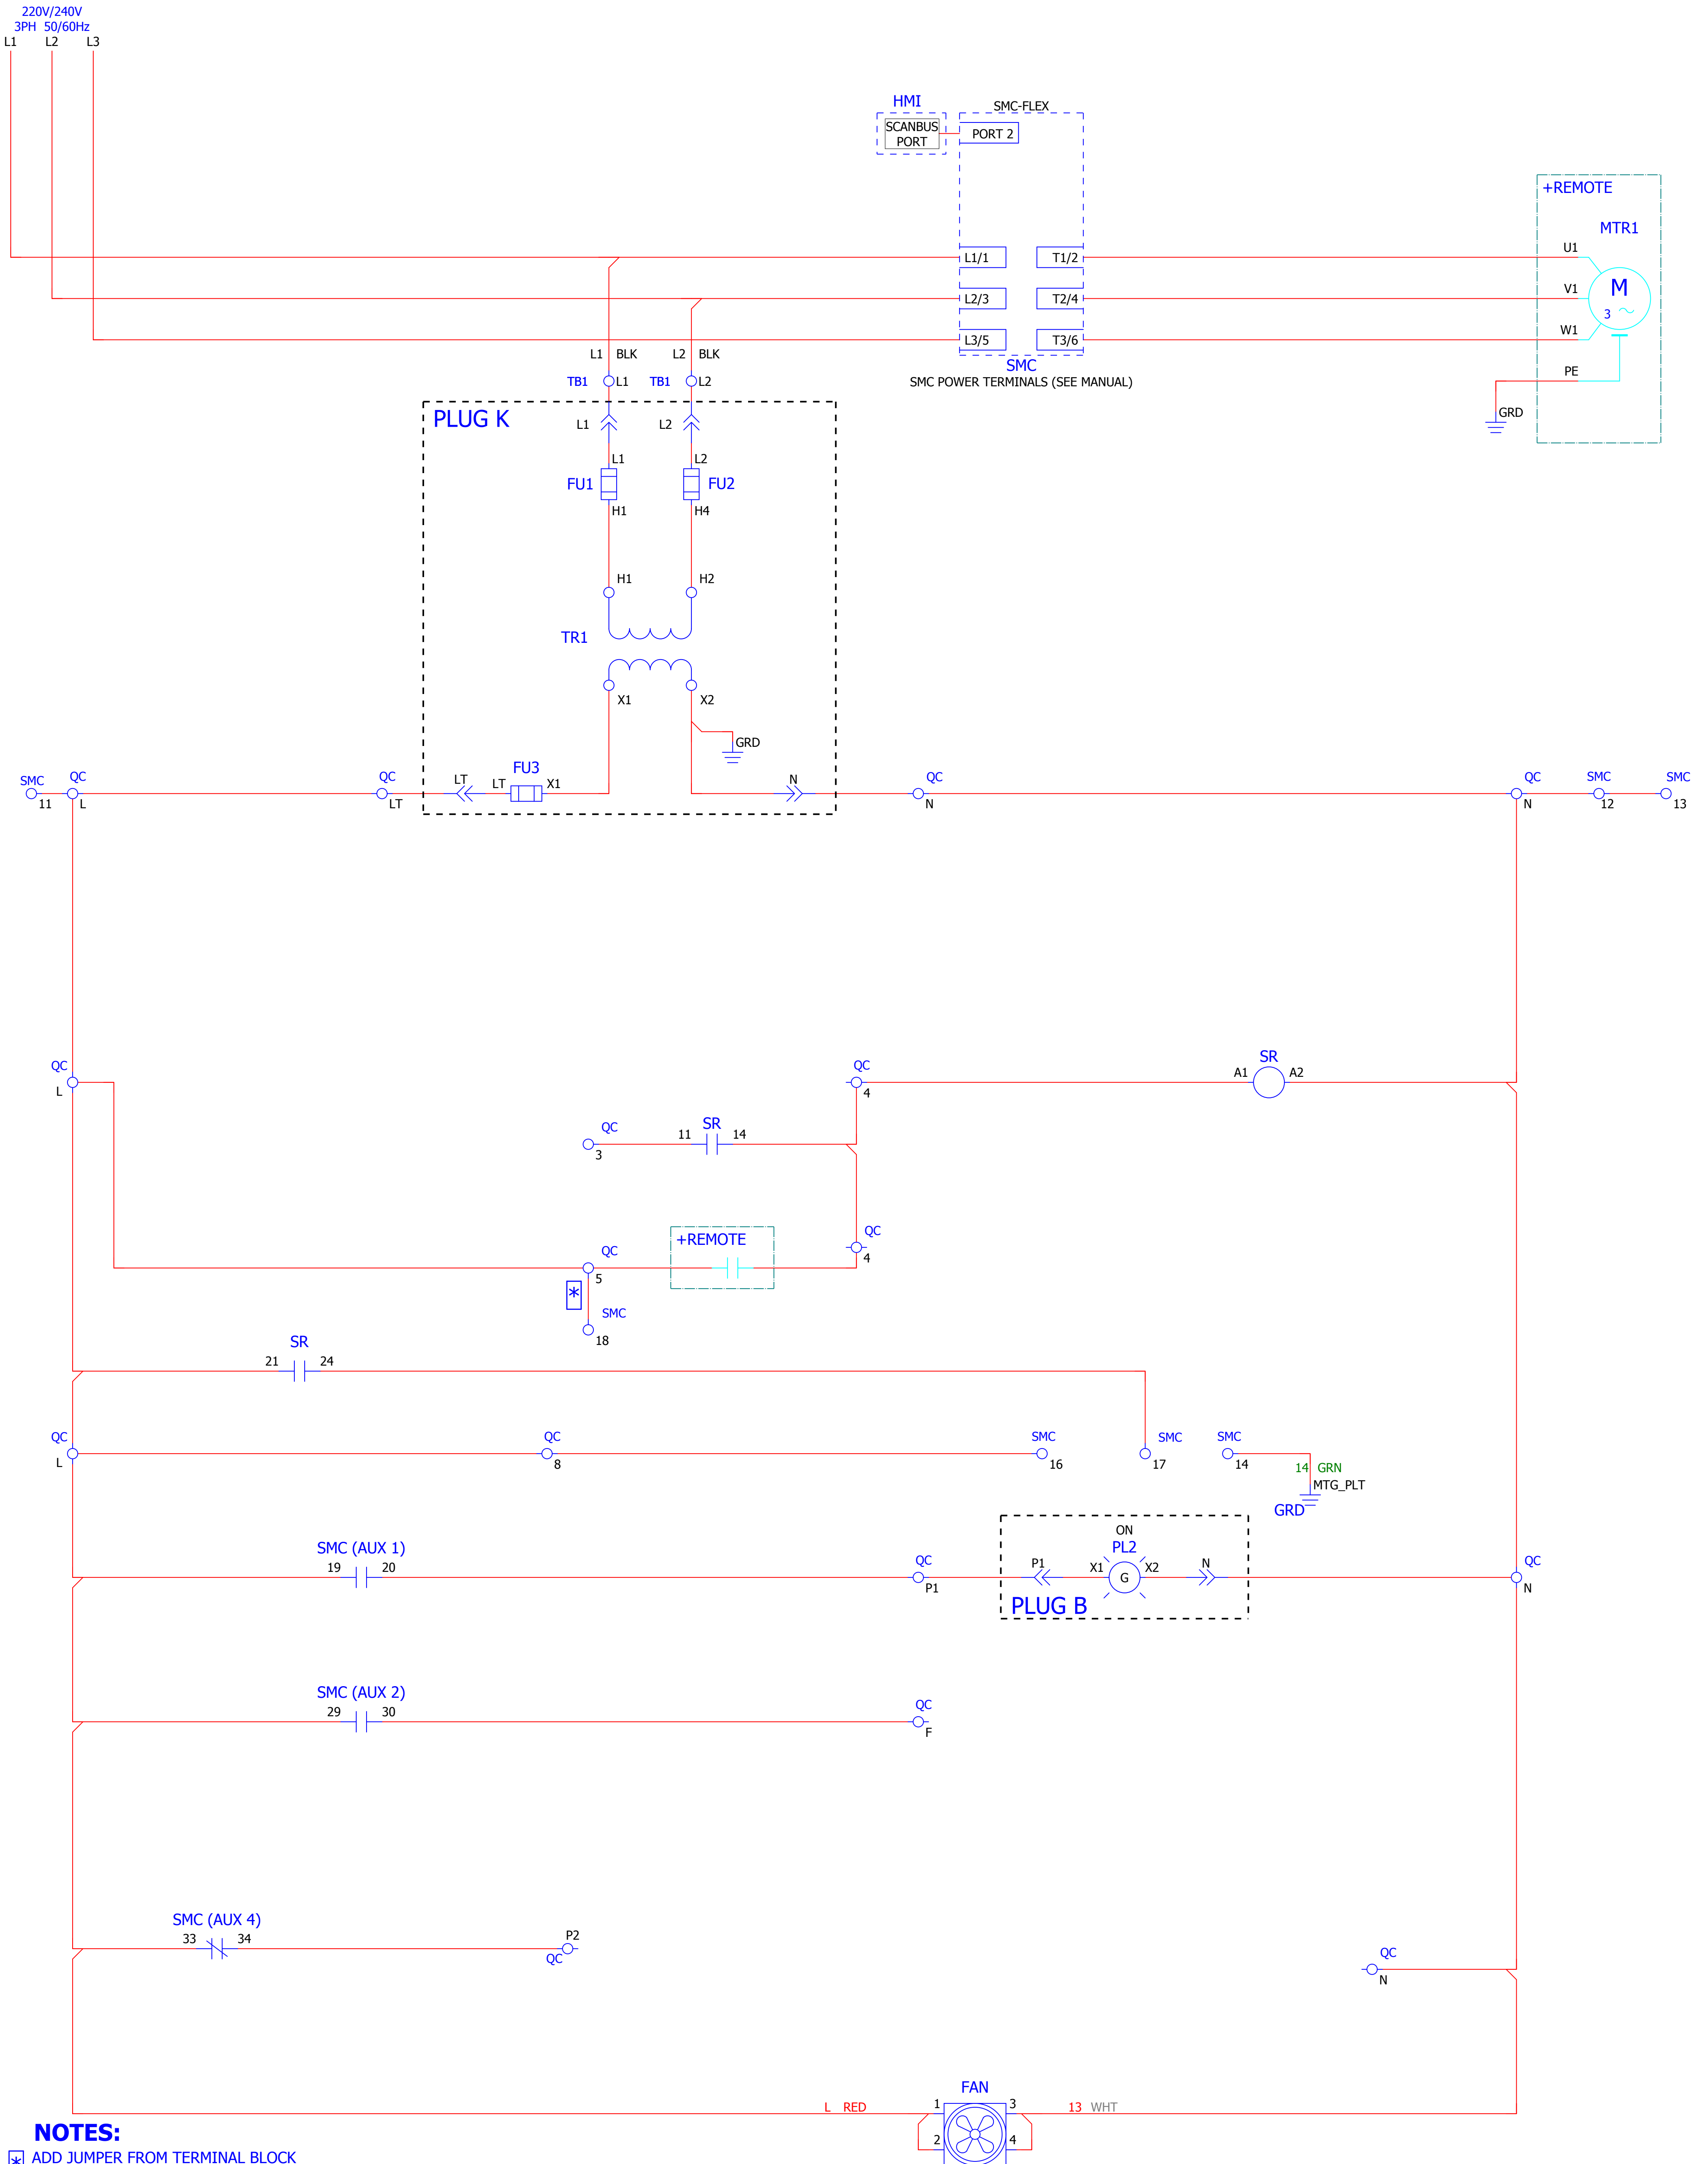 220V/240V
3PH 50/60Hz
L1 L2 L3
HMI
SCANBUS
PORT
SMC-FLEX
PORT 2
+REMOTE
MTR1
L1/1 T1/2 U1
L2/3 T2/4 V1
M
3
L3/5 T3/6 W1
L1 BLK L2 BLK
SMC
PE
TB1 L1 TB1 L2
SMC POWER TERMINALS (SEE MANUAL)
PLUG K
L1 L2
GRD
L1 L2
FU1 FU2
H1 H4
H1 H2
TR1
X1 X2
GRD
SMC QC QC LT LT FU3 X1 N QC QC SMC SMC
11 L LT N N 12 13
QC QC SR
L 4 A1 A2
QC SR
3 11 14
+REMOTE
QC QC
5 4
*
SMC
18
SR
21 24
QC QC SMC SMC SMC
L 8 16 17 14
14 GRN
MTG_PLT
GRD
ON
SMC (AUX 1) PL2
19 20 QC P1 X1 X2 N QC
P1 G N
PLUG B
SMC (AUX 2)
29 30 QC
F
SMC (AUX 4)
33 34 P2
QC
QC
N
FAN
L RED 1 3 13 WHT
2 4
NOTES:
* ADD JUMPER FROM TERMINAL BLOCK